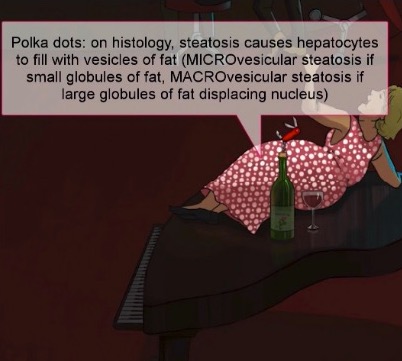 Polka dots: on histology, steatosis causes hepatocytes
to fill with vesicles of fat (MICROvesicular steatosis if
small globules of fat, MACROvesicular steatosis if
large globules of fat displacing nucleus)